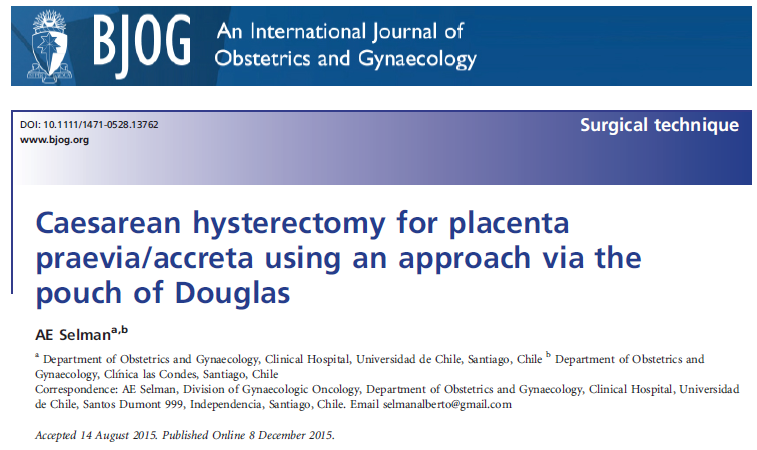 BJOG
An International Journal of
Obstetrics and Gynaecology
DOI: 10.1111/1471-0528.13762
www.bjog.org
Surgical technique
Caesarean hysterectomy for placenta
praevia/accreta using an approach via the
pouch of Douglas
AE Selmanᵃ,ᵇ
ᵃ Department of Obstetrics and Gynaecology, Clinical Hospital, Universidad de Chile, Santiago, Chile ᵇ Department of Obstetrics and
Gynaecology, Clínica las Condes, Santiago, Chile
Correspondence: AE Selman, Division of Gynaecologic Oncology, Department of Obstetrics and Gynaecology, Clinical Hospital, Universidad
de Chile, Santos Dumont 999, Independencia, Santiago, Chile. Email selmanalberto@gmail.com
Accepted 14 August 2015. Published Online 8 December 2015.